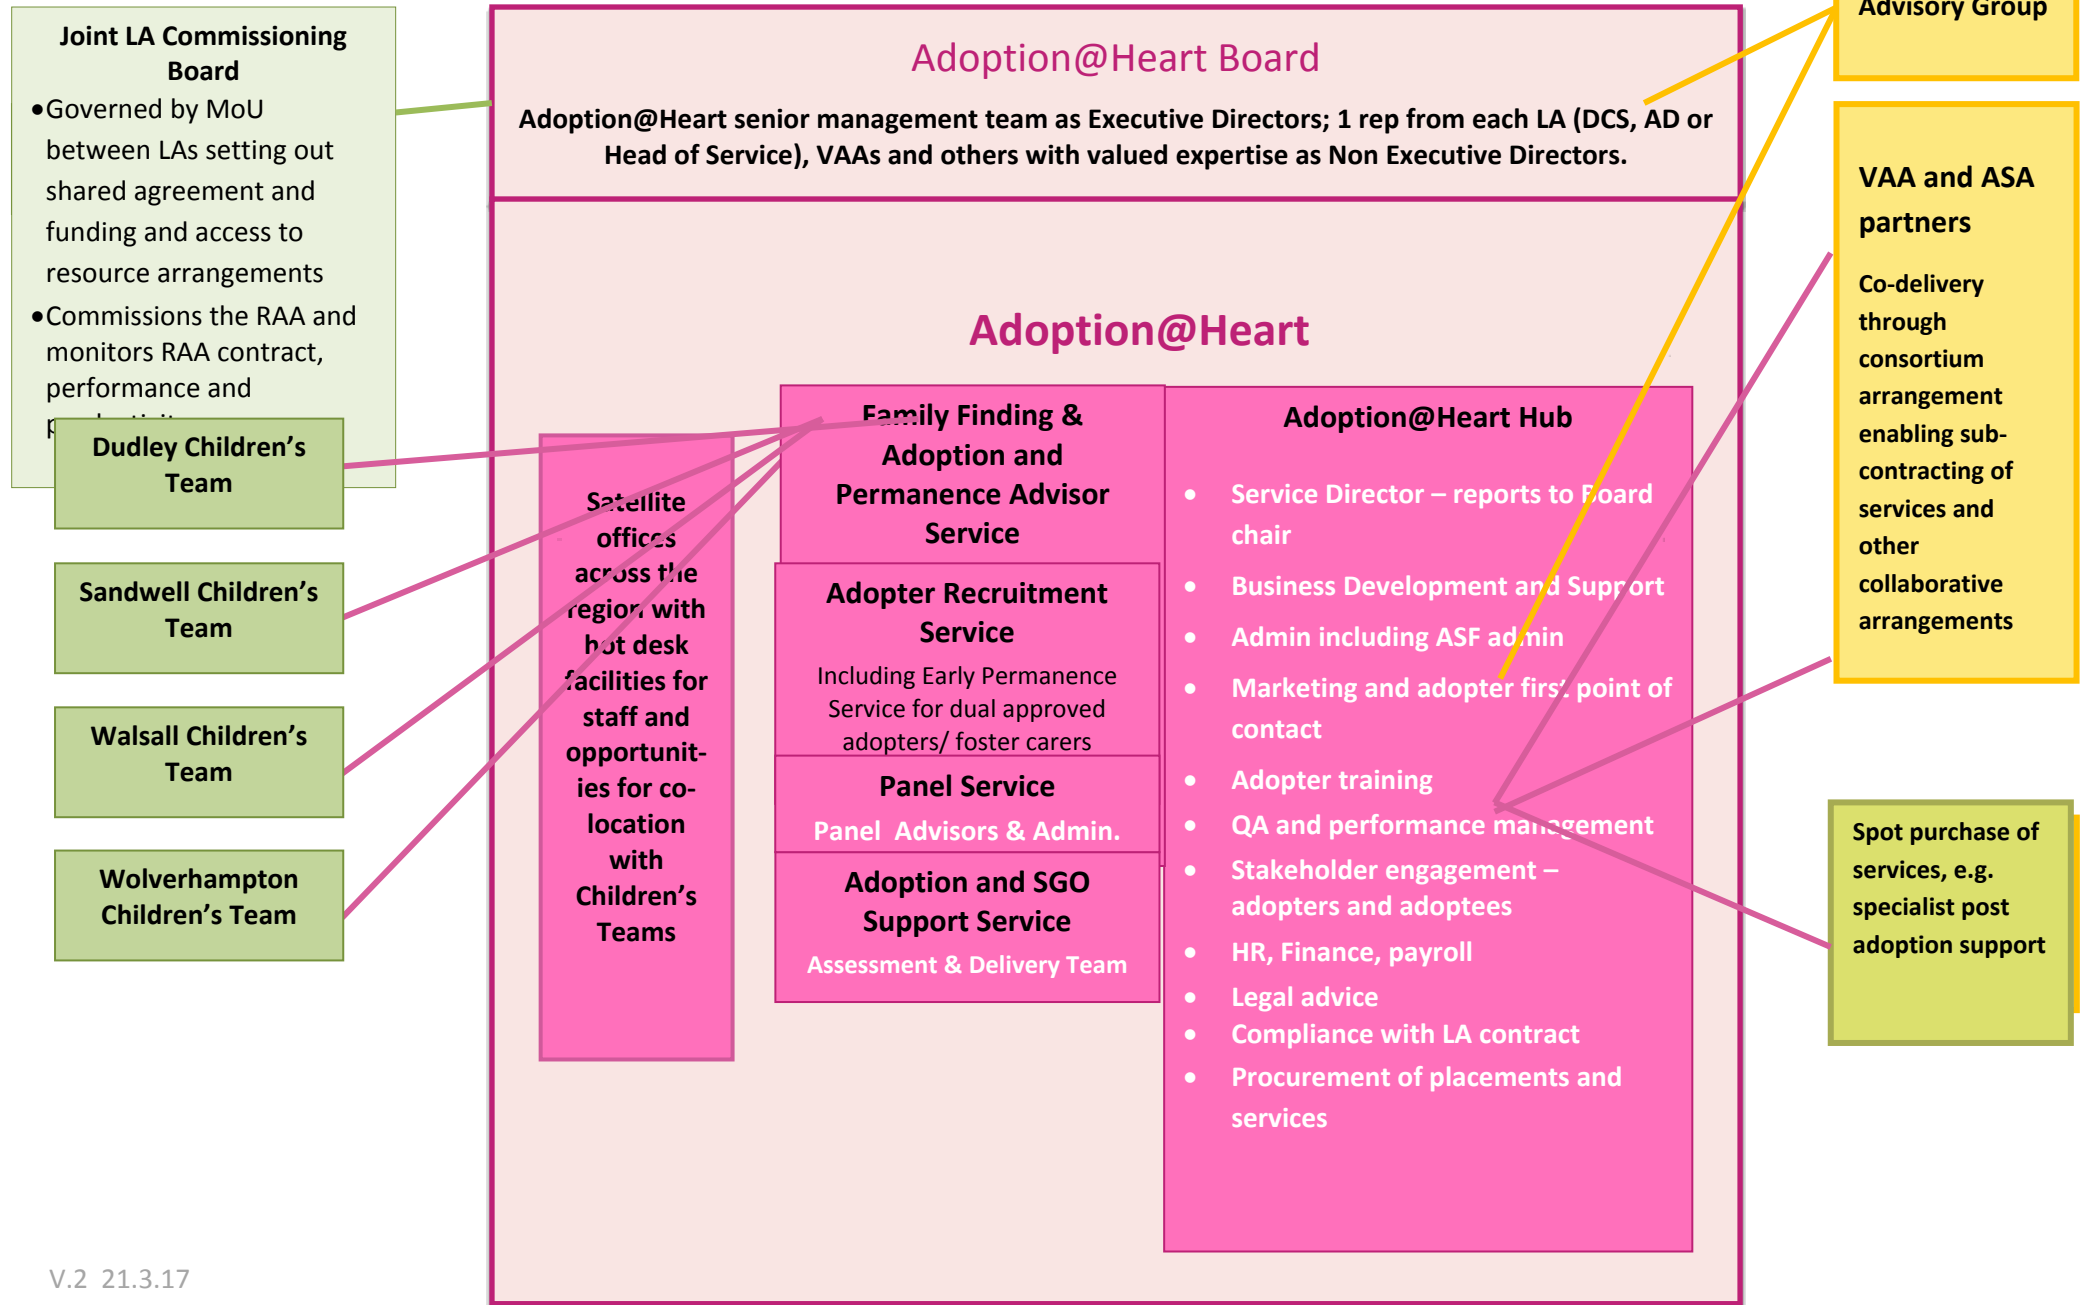 Joint LA Commissioning
Board
•Governed by MoU
between LAs setting out
shared agreement and
funding and access to
resource arrangements
•Commissions the RAA and
monitors RAA contract,
performance and
Dudley Children’s
Team
Sandwell Children’s
Team
Walsall Children’s
Team
Wolverhampton
Children’s Team
Adoption@Heart Board
Adoption@Heart senior management team as Executive Directors; 1 rep from each LA (DCS, AD or
Head of Service), VAAs and others with valued expertise as Non Executive Directors.
Adoption@Heart
Satellite
offices
across the
region with
hot desk
facilities for
staff and
opportunit-
ies for co-
location
with
Children’s
Teams
Family Finding &
Adoption and
Permanence Advisor
Service
Adopter Recruitment
Service
Including Early Permanence
Service for dual approved
adopters/ foster carers
Panel Service
Panel  Advisors & Admin.
Adoption and SGO
Support Service
Assessment & Delivery Team
Adoption@Heart Hub
• Service Director – reports to Board
chair
• Business Development and Support
• Admin including ASF admin
• Marketing and adopter first point of
contact
• Adopter training
• QA and performance management
• Stakeholder engagement –
adopters and adoptees
• HR, Finance, payroll
• Legal advice
• Compliance with LA contract
• Procurement of placements and
services
Advisory Group
VAA and ASA
partners
Co-delivery
through
consortium
arrangement
enabling sub-
contracting of
services and
other
collaborative
arrangements
Spot purchase of
services, e.g.
specialist post
adoption support
V.2  21.3.17